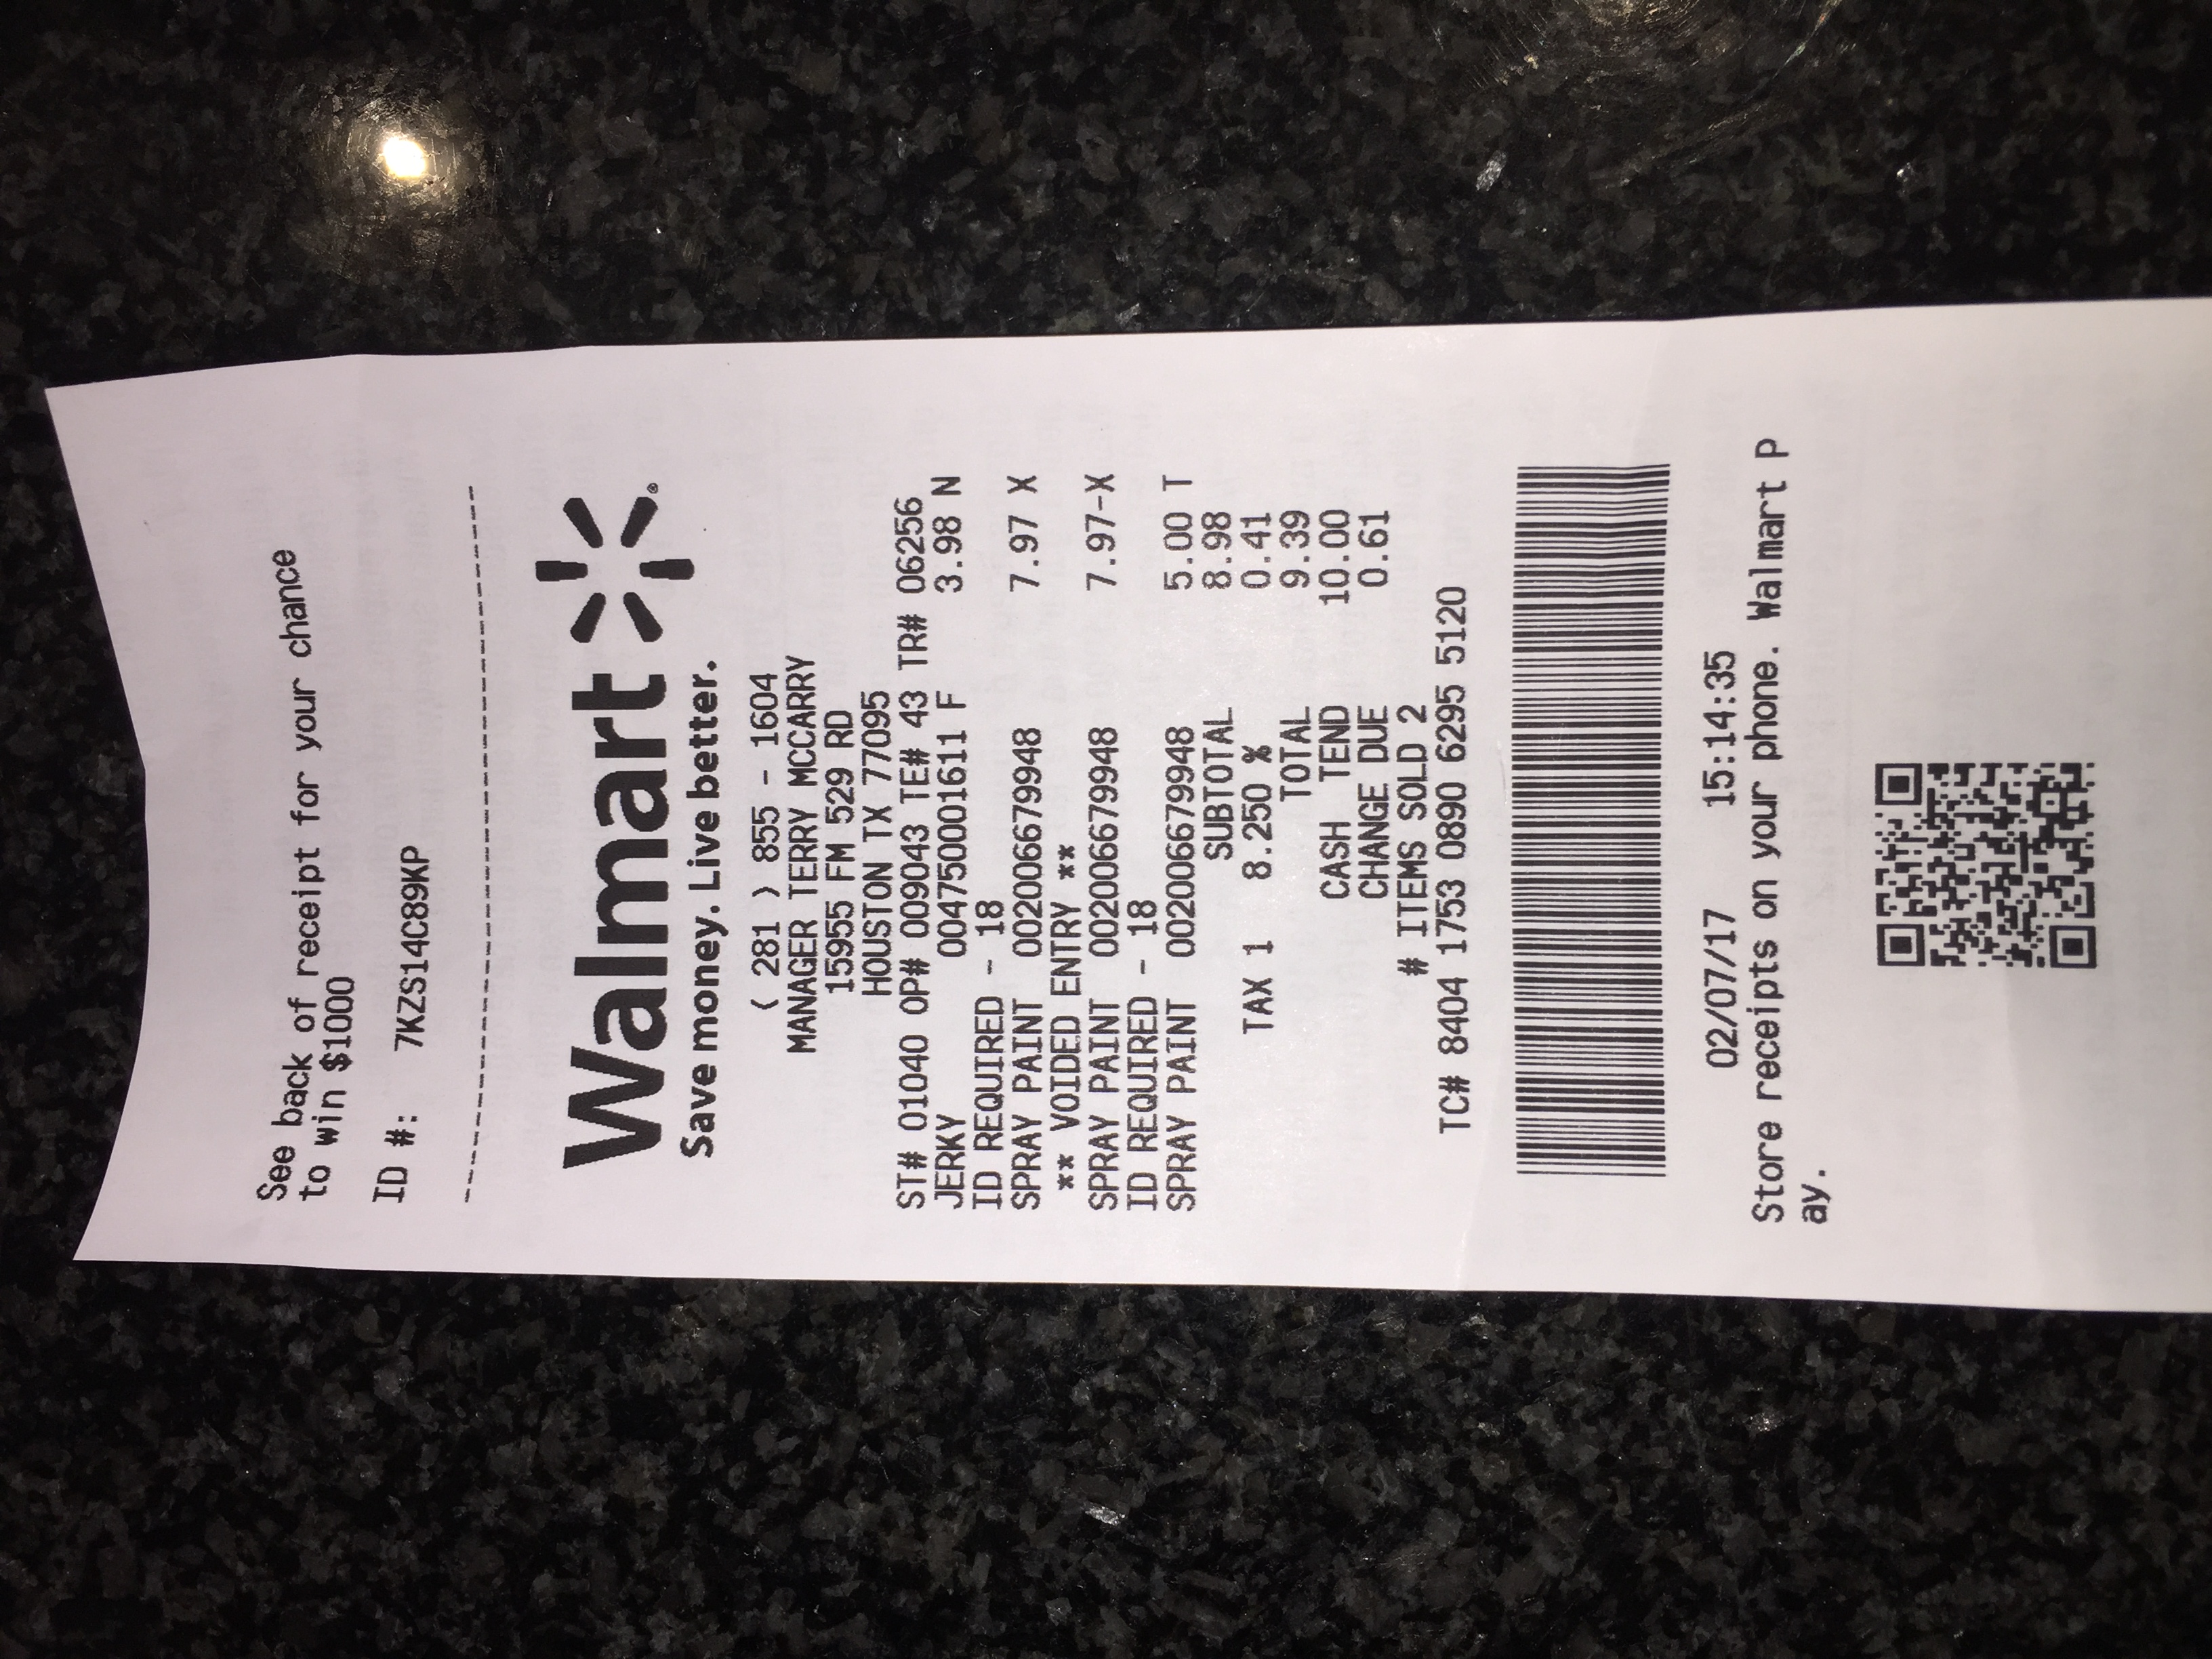 See back of receipt for your chance
to win $1000
ID #: 7KZS14C89KP
Walmart
Save money. Live better.
( 281 ) 855 - 1604
MANAGER TERRY MCCARRY
15955 FM 529 RD
HOUSTON TX 77095
ST# 01040 OP# 009043 TE# 43 TR# 06256
JERKY 004750001611 F 3.98 N
ID REQUIRED - 18
SPRAY PAINT 002006679948 7.97 X
** VOIDED ENTRY **
SPRAY PAINT 002006679948 7.97-X
ID REQUIRED - 18
SPRAY PAINT 002006679948 5.00 T
SUBTOTAL 8.98
TAX 1 8.250 % 0.41
TOTAL 9.39
CASH TEND 10.00
CHANGE DUE 0.61
# ITEMS SOLD 2
TC# 8404 1753 0890 6295 5120
02/07/17 15:14:35
Store receipts on your phone. Walmart P
ay.